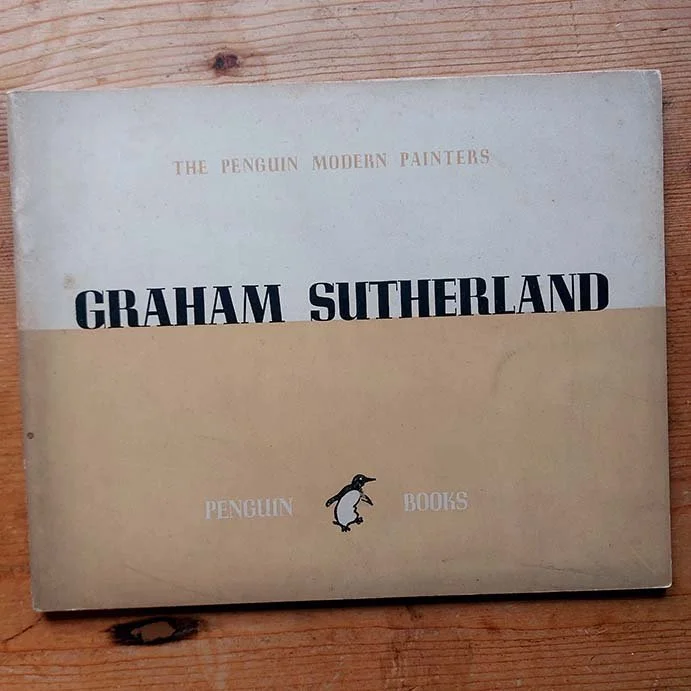 THE PENGUIN MODERN PAINTERS
GRAHAM SUTHERLAND
PENGUIN BOOKS